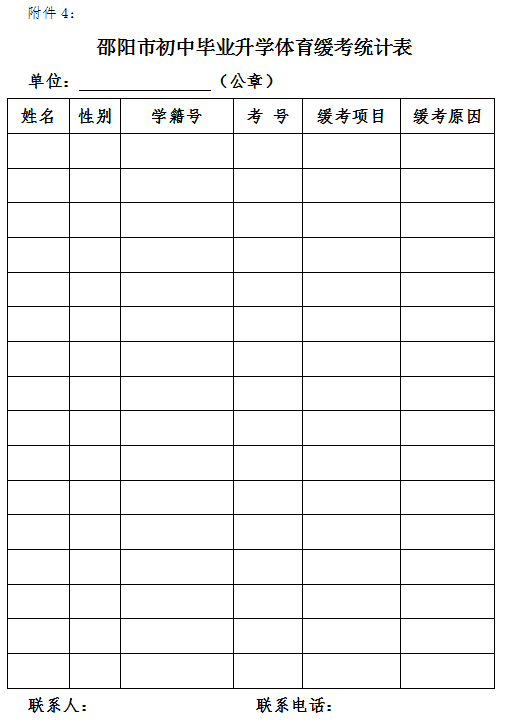 附件4：
邵阳市初中毕业升学体育缓考统计表
单位：＿＿＿＿＿＿＿＿（公章）
姓名 性别 学籍号 考 号 缓考项目 缓考原因
联系人： 联系电话：